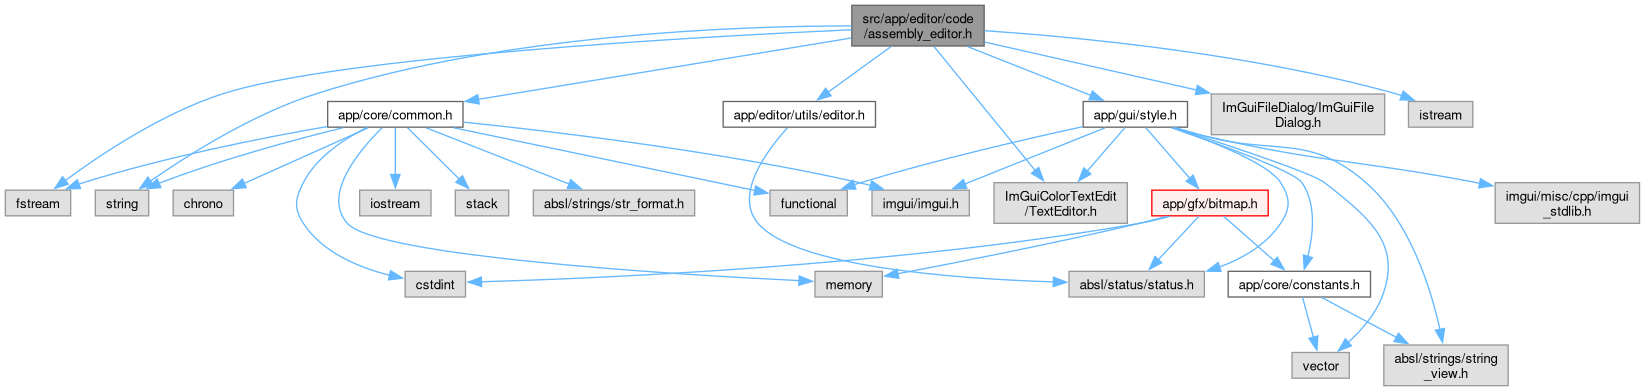 src/app/editor/code
/assembly_editor.h
app/core/common.h
app/editor/utils/editor.h
app/gui/style.h
ImGuiFileDialog/ImGuiFile
Dialog.h
istream
fstream
string
chrono
iostream
stack
absl/strings/str_format.h
functional
imgui/imgui.h
ImGuiColorTextEdit
/TextEditor.h
app/gfx/bitmap.h
imgui/misc/cpp/imgui
_stdlib.h
cstdint
memory
absl/status/status.h
app/core/constants.h
vector
absl/strings/string
_view.h